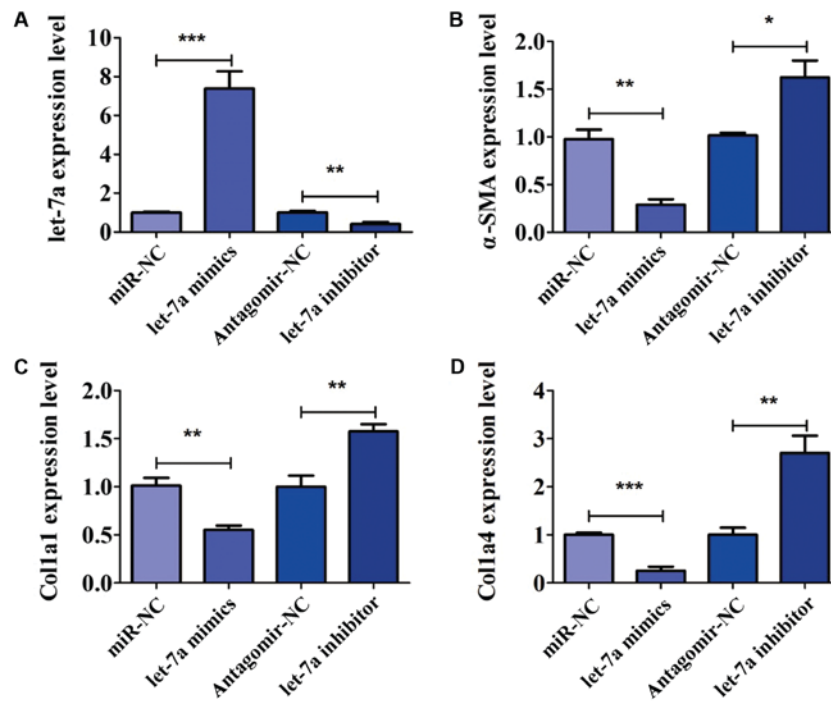 A
let-7a expression level
10
8
6
4
2
0
***
**
miR-NC
let-7a mimics
Antagomir-NC
let-7a inhibitor
B
α-SMA expression level
2.0
1.5
1.0
0.5
0.0
**
*
miR-NC
let-7a mimics
Antagomir-NC
let-7a inhibitor
C
Col1a1 expression level
2.0
1.5
1.0
0.5
0.0
**
**
miR-NC
let-7a mimics
Antagomir-NC
let-7a inhibitor
D
Col1a4 expression level
4
3
2
1
0
***
**
miR-NC
let-7a mimics
Antagomir-NC
let-7a inhibitor